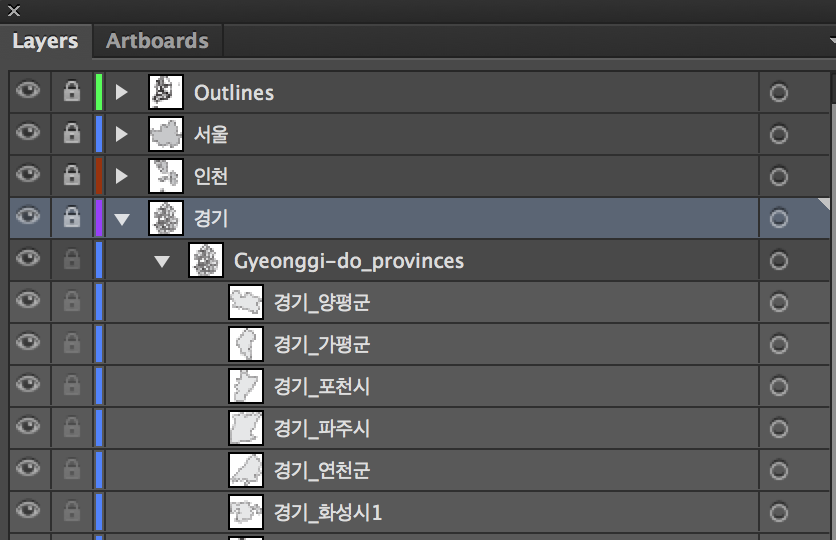 Layers Artboards
Outlines
서울
인천
경기
Gyeonggi-do_provinces
경기_양평군
경기_가평군
경기_포천시
경기_파주시
경기_연천군
경기_화성시1